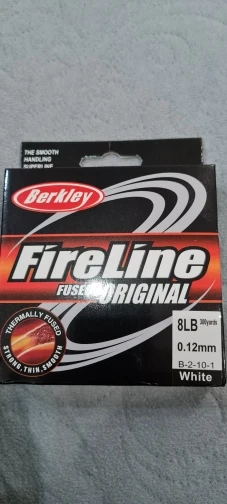 THE SMOOTH
HANDLING
SUPERLINE
Berkley
FireLine
FUSED ORIGINAL
THERMALLY FUSED
STRONG, THIN, SMOOTH
8LB 300yards
0.12mm
B-2-10-1
White